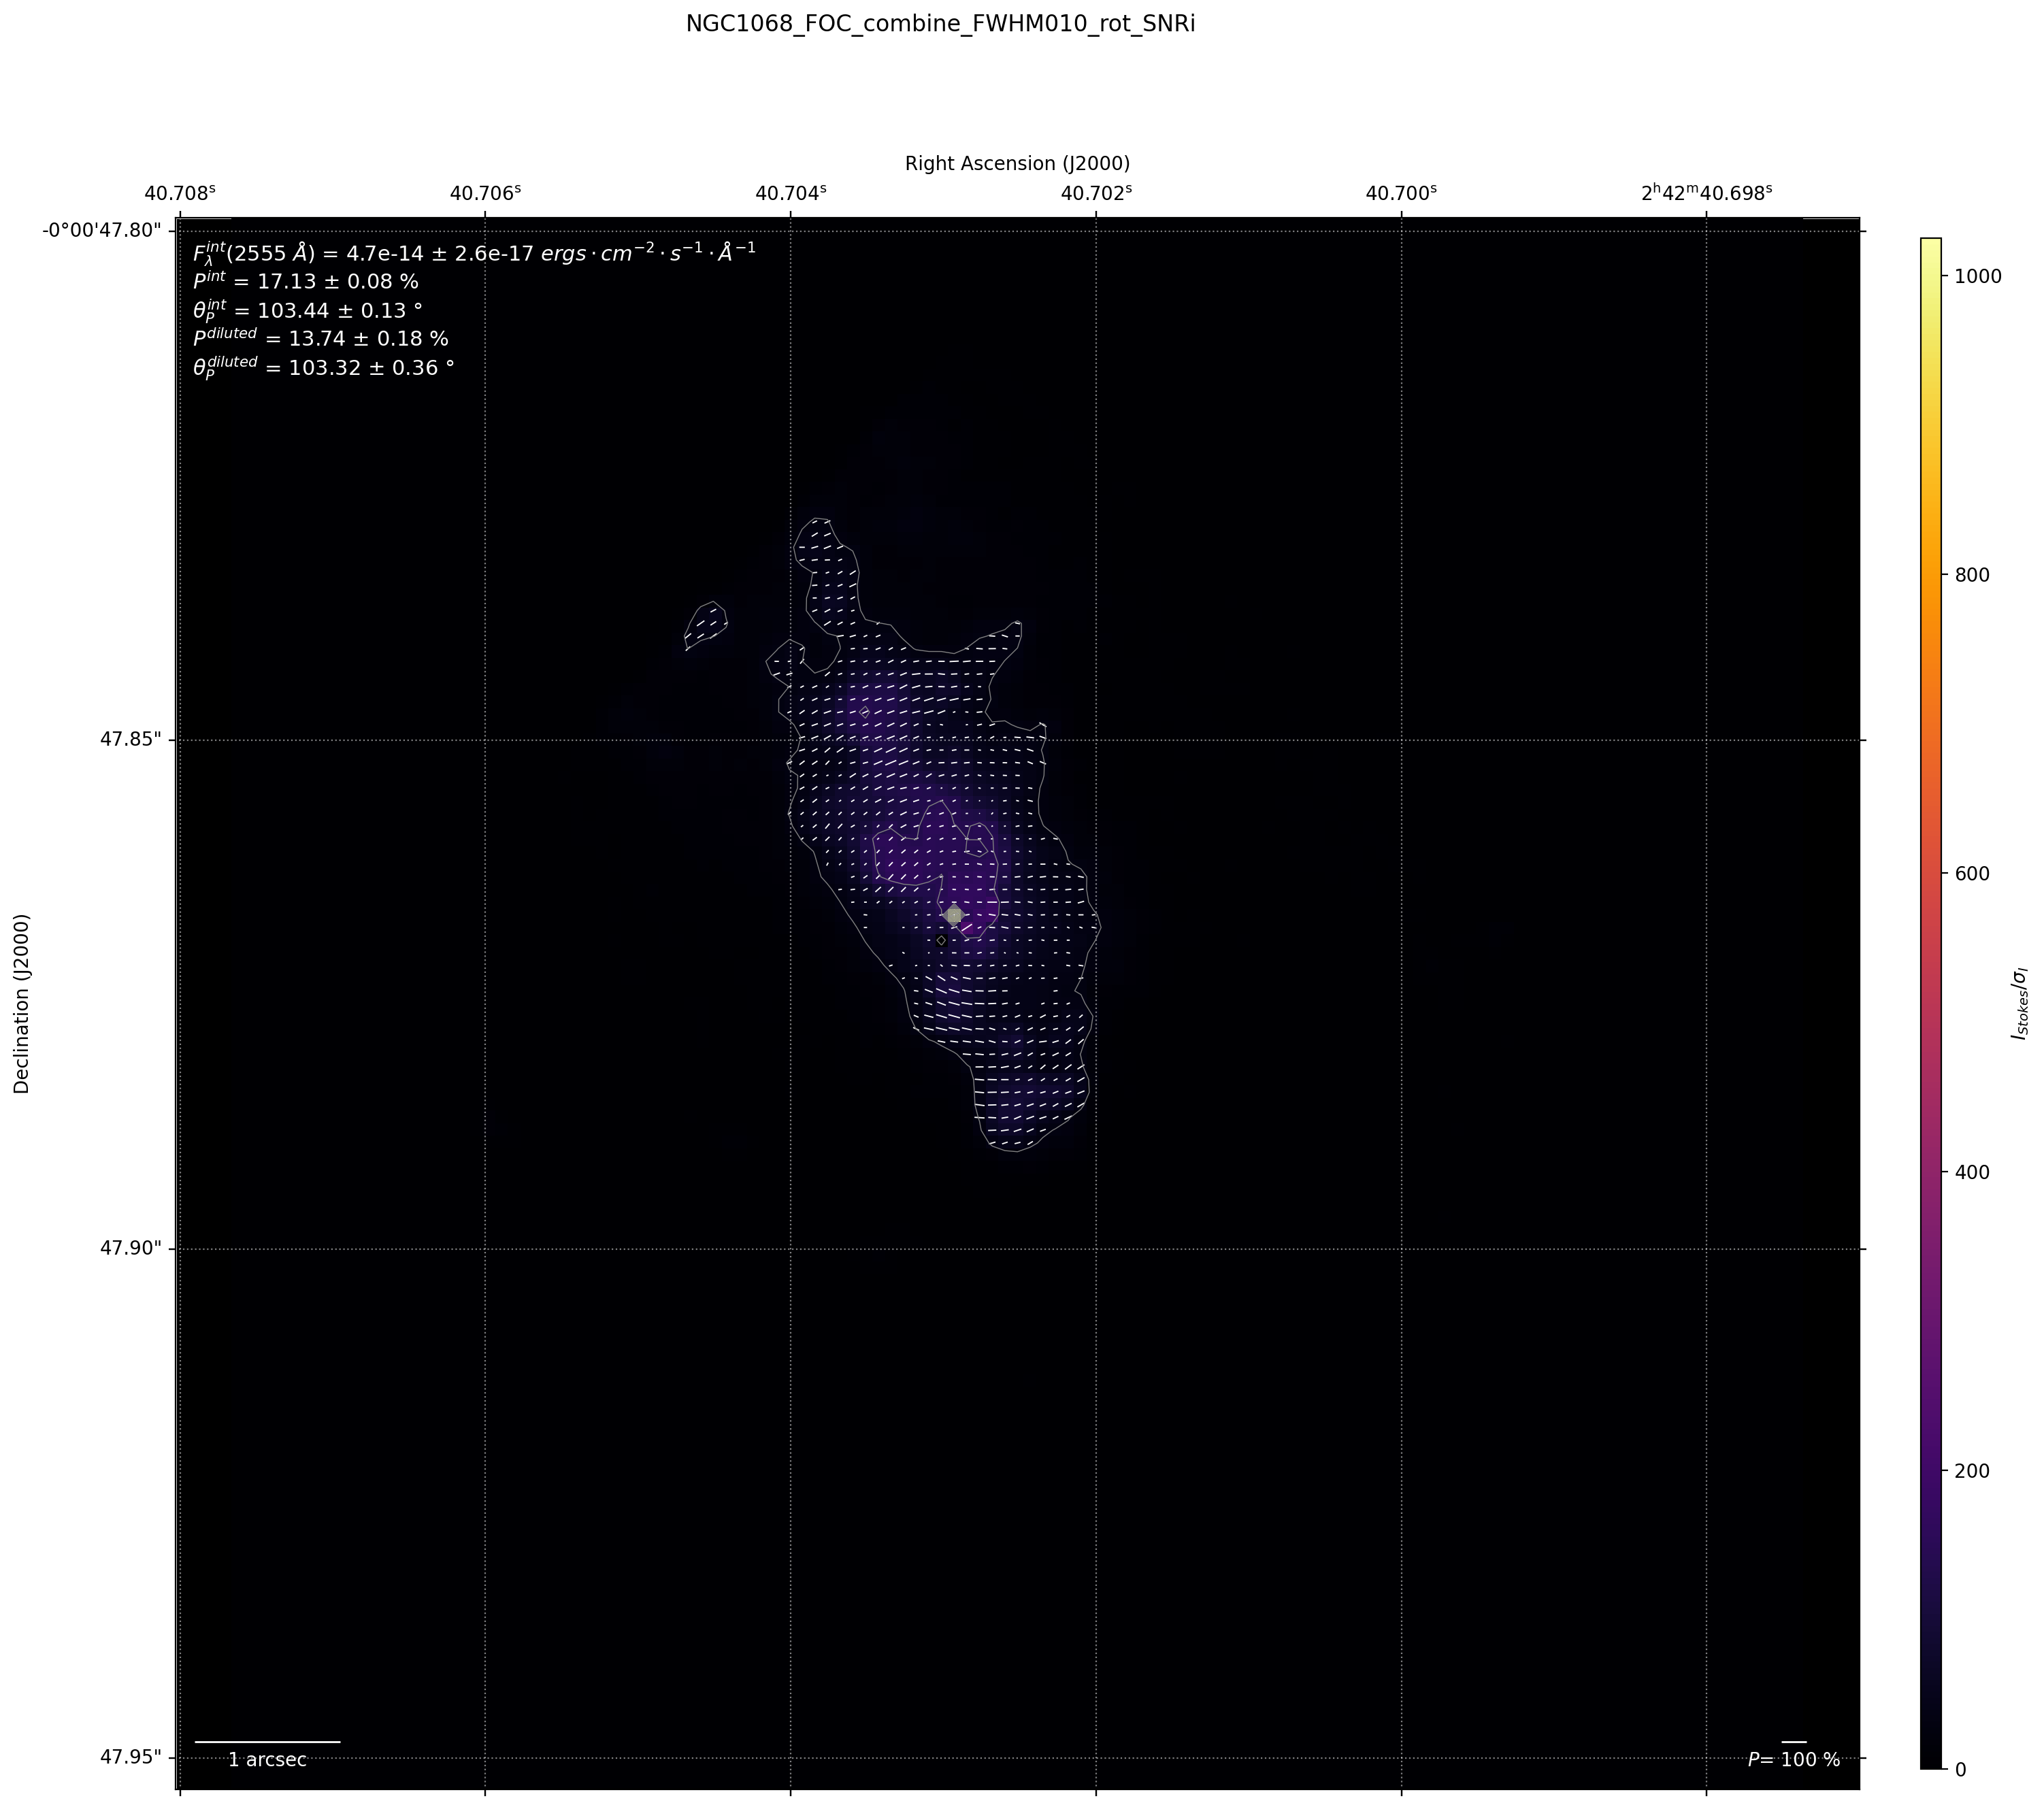 NGC1068_FOC_combine_FWHM010_rot_SNRi
Right Ascension (J2000)
40.708ˢ 40.706ˢ 40.704ˢ 40.702ˢ 40.700ˢ 2ʰ42ᵐ40.698ˢ
-0°00'47.80"
F_λ^int(2555 Å) = 4.7e-14 ± 2.6e-17 ergs·cm⁻²·s⁻¹·Å⁻¹
P^int = 17.13 ± 0.08 %
θ_P^int = 103.44 ± 0.13 °
P^diluted = 13.74 ± 0.18 %
θ_P^diluted = 103.32 ± 0.36 °
47.85"
47.90"
47.95"
Declination (J2000)
1 arcsec
P= 100 %
1000
800
600
400
200
0
I_Stokes/σ_I